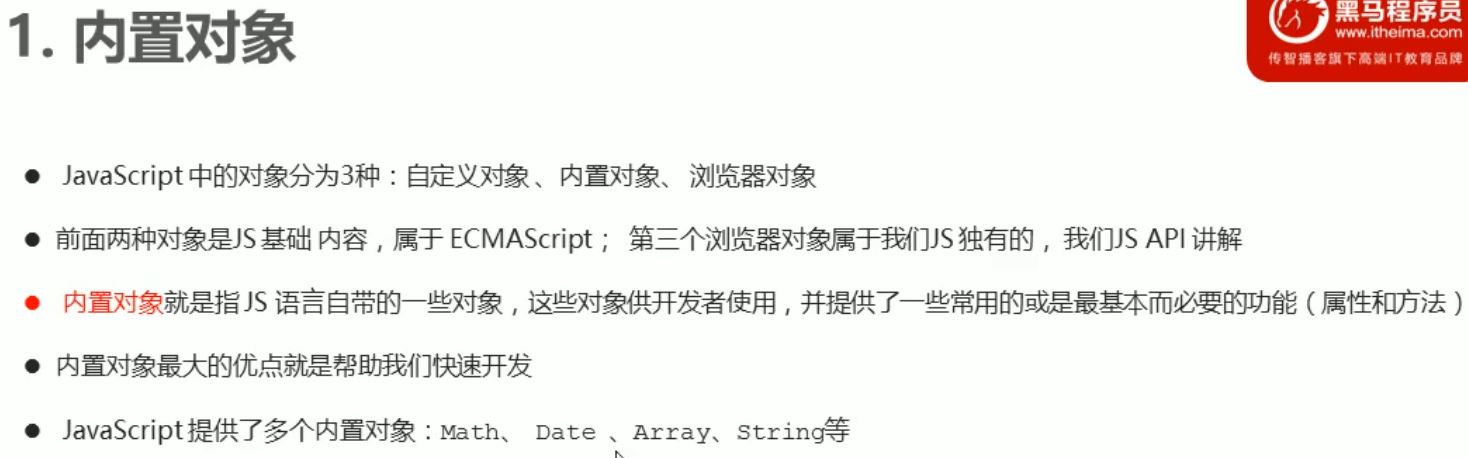 1. 内置对象
黑马程序员
www.itheima.com
传智播客旗下高端IT教育品牌
● JavaScript 中的对象分为3种：自定义对象 、内置对象、 浏览器对象
● 前面两种对象是JS 基础 内容，属于 ECMAScript； 第三个浏览器对象属于我们JS 独有的， 我们JS API 讲解
● 内置对象就是指 JS 语言自带的一些对象，这些对象供开发者使用，并提供了一些常用的或是最基本而必要的功能（属性和方法）
● 内置对象最大的优点就是帮助我们快速开发
● JavaScript 提供了多个内置对象：Math、 Date 、Array、String等